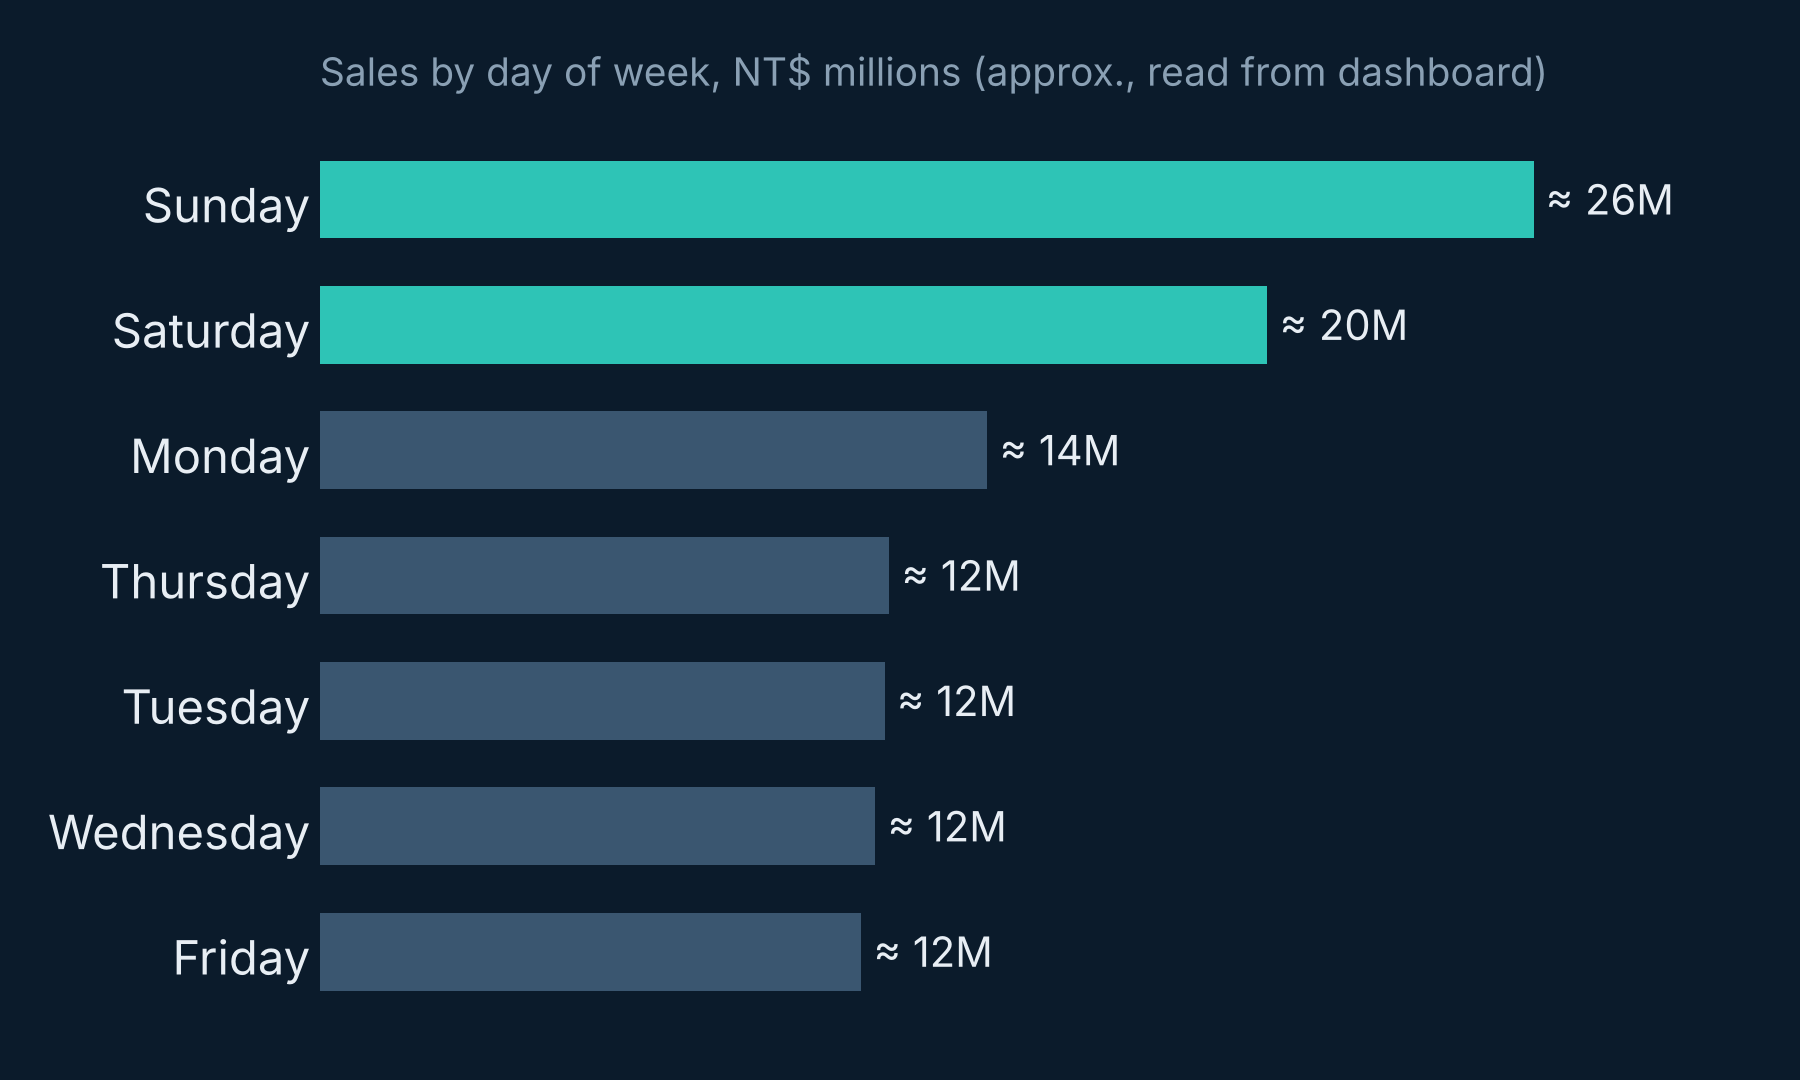 Sales by day of week, NT$ millions (approx., read from dashboard)
Sunday ≈ 26M
Saturday ≈ 20M
Monday ≈ 14M
Thursday ≈ 12M
Tuesday ≈ 12M
Wednesday ≈ 12M
Friday ≈ 12M